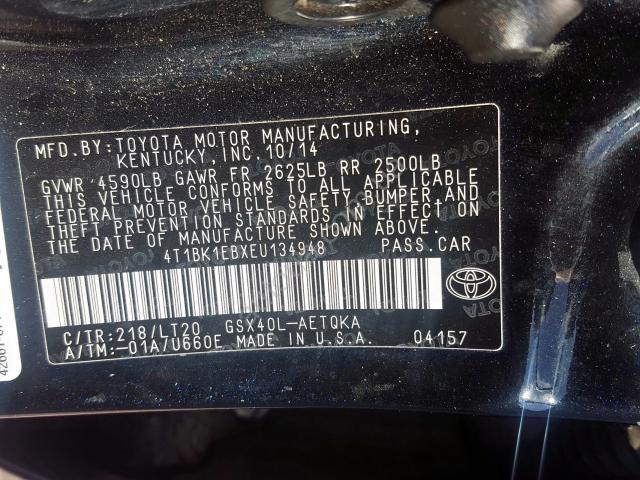 MFD.BY:TOYOTA MOTOR MANUFACTURING,
KENTUCKY, INC. 10/14
GVWR 4590LB GAWR FR 2625LB RR 2500LB
THIS VEHICLE CONFORMS TO ALL APPLICABLE
FEDERAL MOTOR VEHICLE SAFETY, BUMPER AND
THEFT PREVENTION STANDARDS IN EFFECT ON
THE DATE OF MANUFACTURE SHOWN ABOVE.
4T1BK1EBXEU134948 PASS.CAR
TOYOTA
C/TR:218/LT20 GSX40L-AETQKA
A/TM:-01A/U660E MADE IN U.S.A. 04157